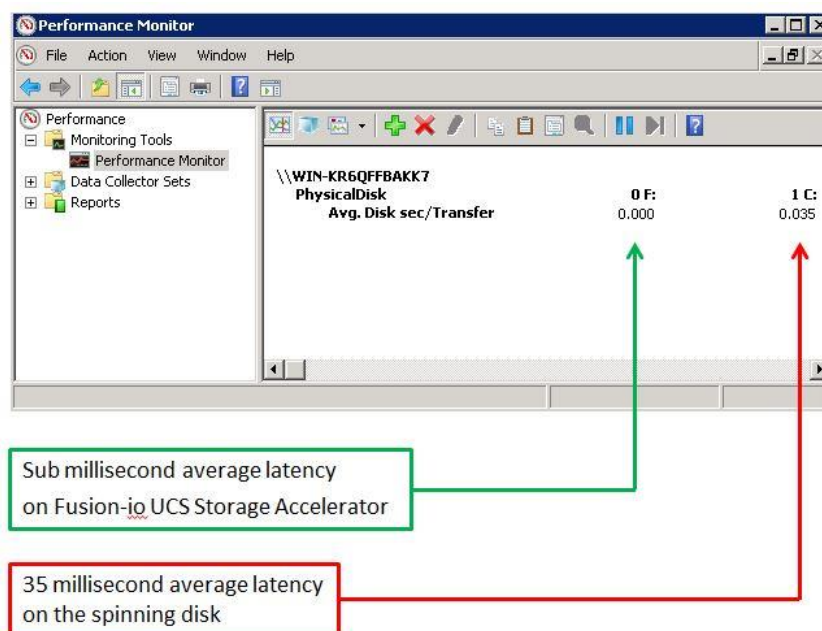 Performance Monitor
File Action View Window Help
Performance
Monitoring Tools
Performance Monitor
Data Collector Sets
Reports
\\WIN-KR6QFFBAKK7
PhysicalDisk 0 F: 1 C:
Avg. Disk sec/Transfer 0.000 0.035
Sub millisecond average latency
on Fusion-io UCS Storage Accelerator
35 millisecond average latency
on the spinning disk